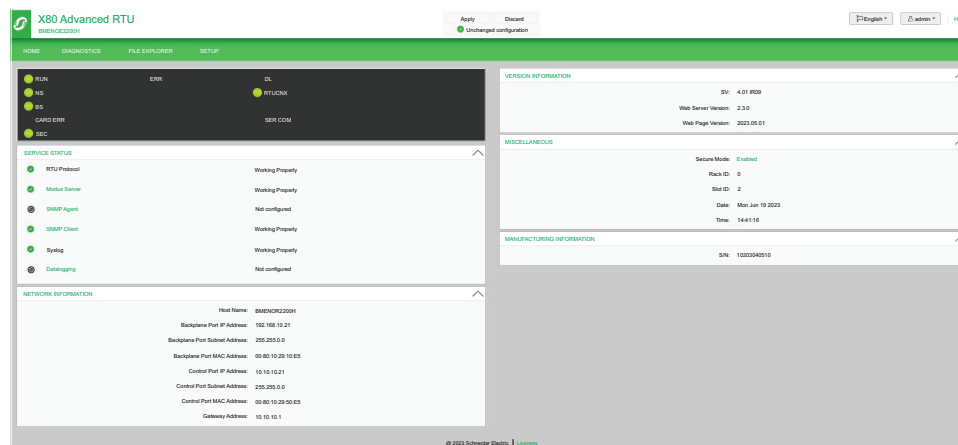 X80 Advanced RTU
BMENOE2200H
Apply Discard
Unchanged configuration
English admin
HOME DIAGNOSTICS FILE EXPLORER SETUP
RUN ERR DL
NS RTUCNX
BS
CARD ERR SER COM
SEC
SERVICE STATUS
RTU Protocol Working Properly
Modus Server Working Properly
SNMP Agent Not configured
SNMP Client Working Properly
Syslog Working Properly
Datalogging Not configured
NETWORK INFORMATION
Host Name: BMENOR2200H
Backplane Port IP Address: 192.168.10.21
Backplane Port Subnet Address: 255.255.0.0
Backplane Port MAC Address: 00:80:10:29:10:E5
Control Port IP Address: 10.10.10.21
Control Port Subnet Address: 255.255.0.0
Control Port MAC Address: 00:80:10:29:50:E5
Gateway Address: 10.10.10.1
VERSION INFORMATION
SV: 4.01 IR09
Web Server Version: 2.3.0
Web Page Version: 2023.05.01
MISCELLANEOUS
Secure Mode: Enabled
Rack ID: 0
Slot ID: 2
Date: Mon Jun 19 2023
Time: 14:41:16
MANUFACTURING INFORMATION
S/N: 10203040510
@ 2023 Schneider Electric | Licenses